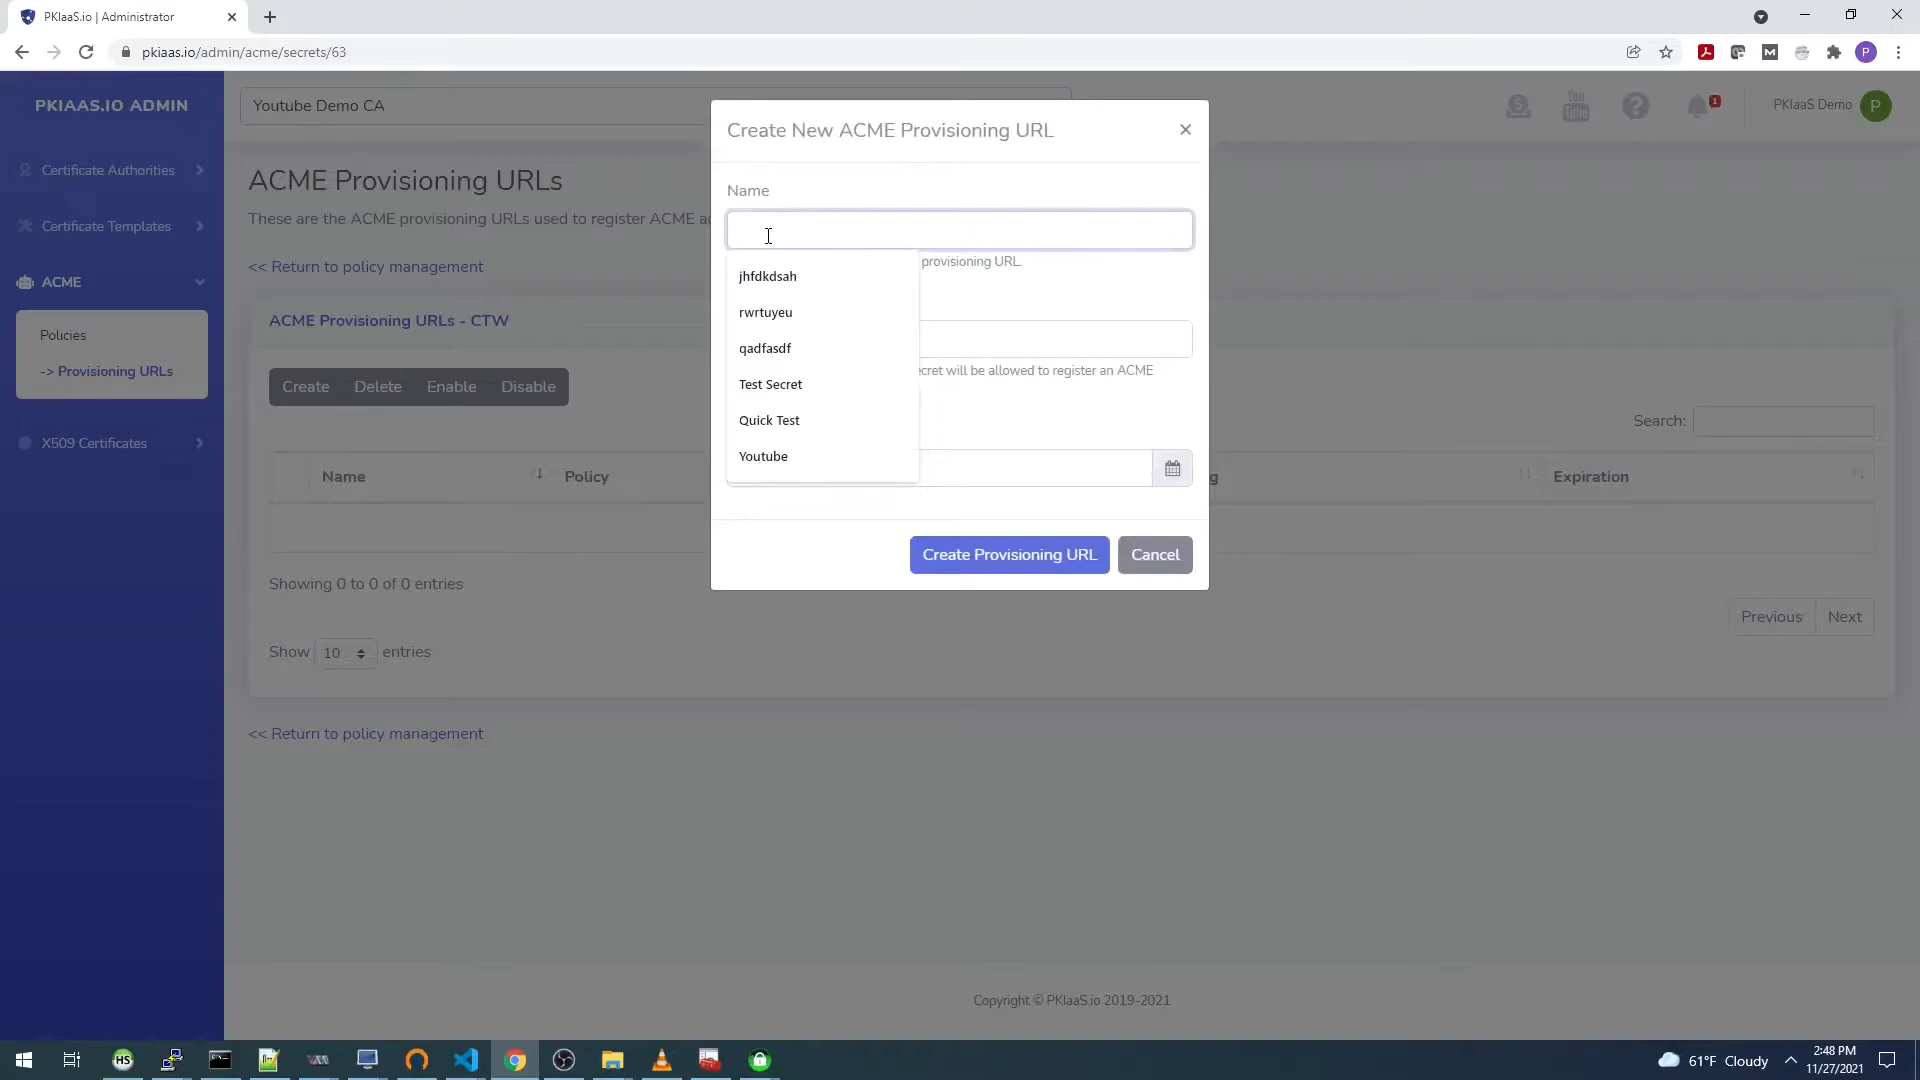 PKIaaS.io | Administrator
pkiaas.io/admin/acme/secrets/63
P
PKIAAS.IO ADMIN
Certificate Authorities
Certificate Templates
ACME
Policies
-> Provisioning URLs
X509 Certificates
Youtube Demo CA
1
PKIaaS Demo
P
ACME Provisioning URLs
These are the ACME provisioning URLs used to register ACME
<< Return to policy management
ACME Provisioning URLs - CTW
Create Delete Enable Disable
Search:
Name Policy Expiration
Showing 0 to 0 of 0 entries
Previous Next
Show 10 entries
<< Return to policy management
Create New ACME Provisioning URL
Name
provisioning URL.
jhfdkdsah
rwrtuyeu
qadfasdf
Test Secret
Quick Test
Youtube
secret will be allowed to register an ACME
Create Provisioning URL Cancel
Copyright © PKIaaS.io 2019-2021
HS
61°F Cloudy
2:48 PM
11/27/2021